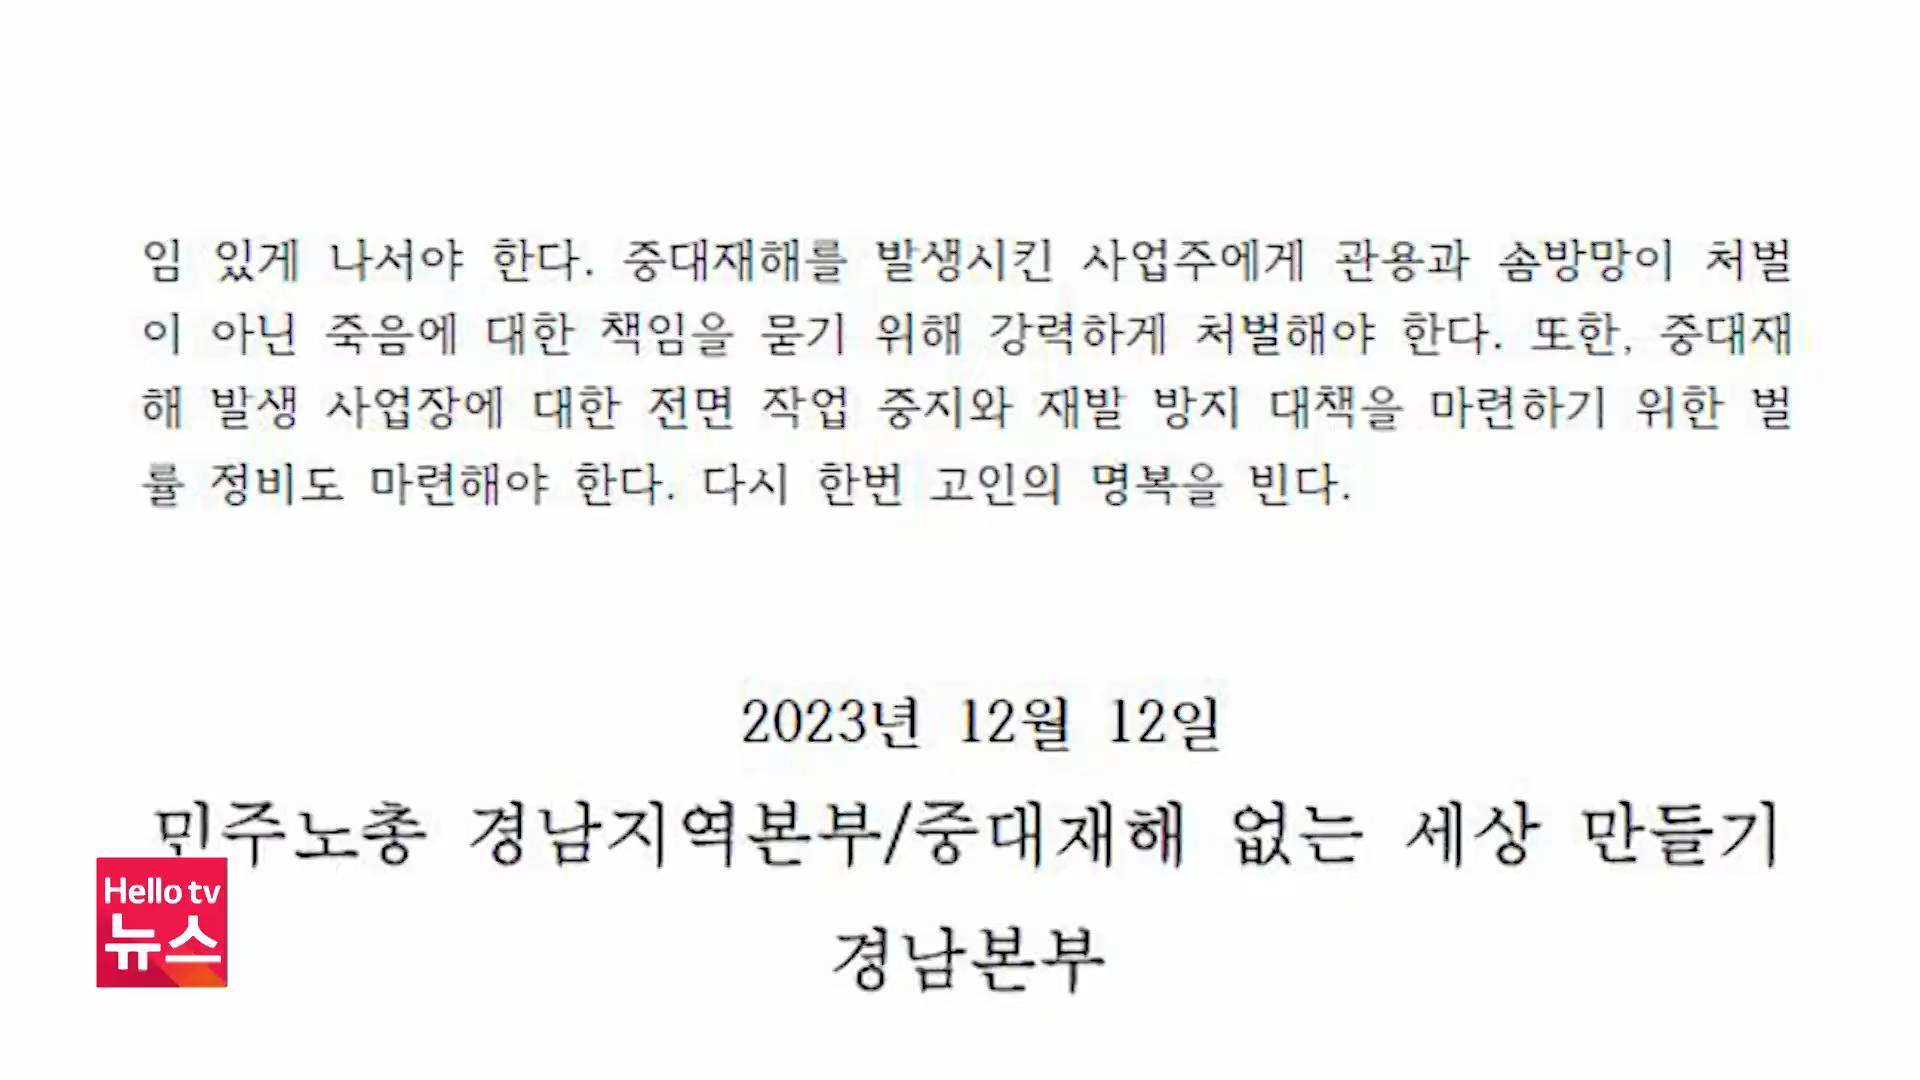 임 있게 나서야 한다. 중대재해를 발생시킨 사업주에게 관용과 솜방망이 처벌
이 아닌 죽음에 대한 책임을 묻기 위해 강력하게 처벌해야 한다. 또한, 중대재
해 발생 사업장에 대한 전면 작업 중지와 재발 방지 대책을 마련하기 위한 벌
률 정비도 마련해야 한다. 다시 한번 고인의 명복을 빈다.
2023년 12월 12일
민주노총 경남지역본부/중대재해 없는 세상 만들기
경남본부
Hello tv
뉴스